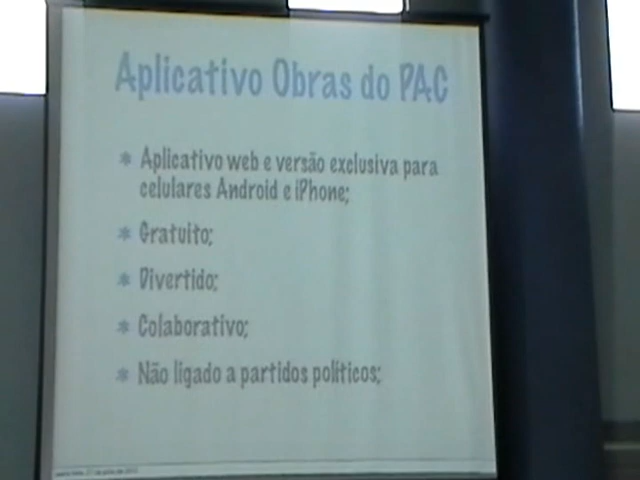 Aplicativo Obras do PAC
* Aplicativo web e versão exclusiva para
celulares Android e iPhone;
* Gratuito;
* Divertido;
* Colaborativo;
* Não ligado a partidos políticos;